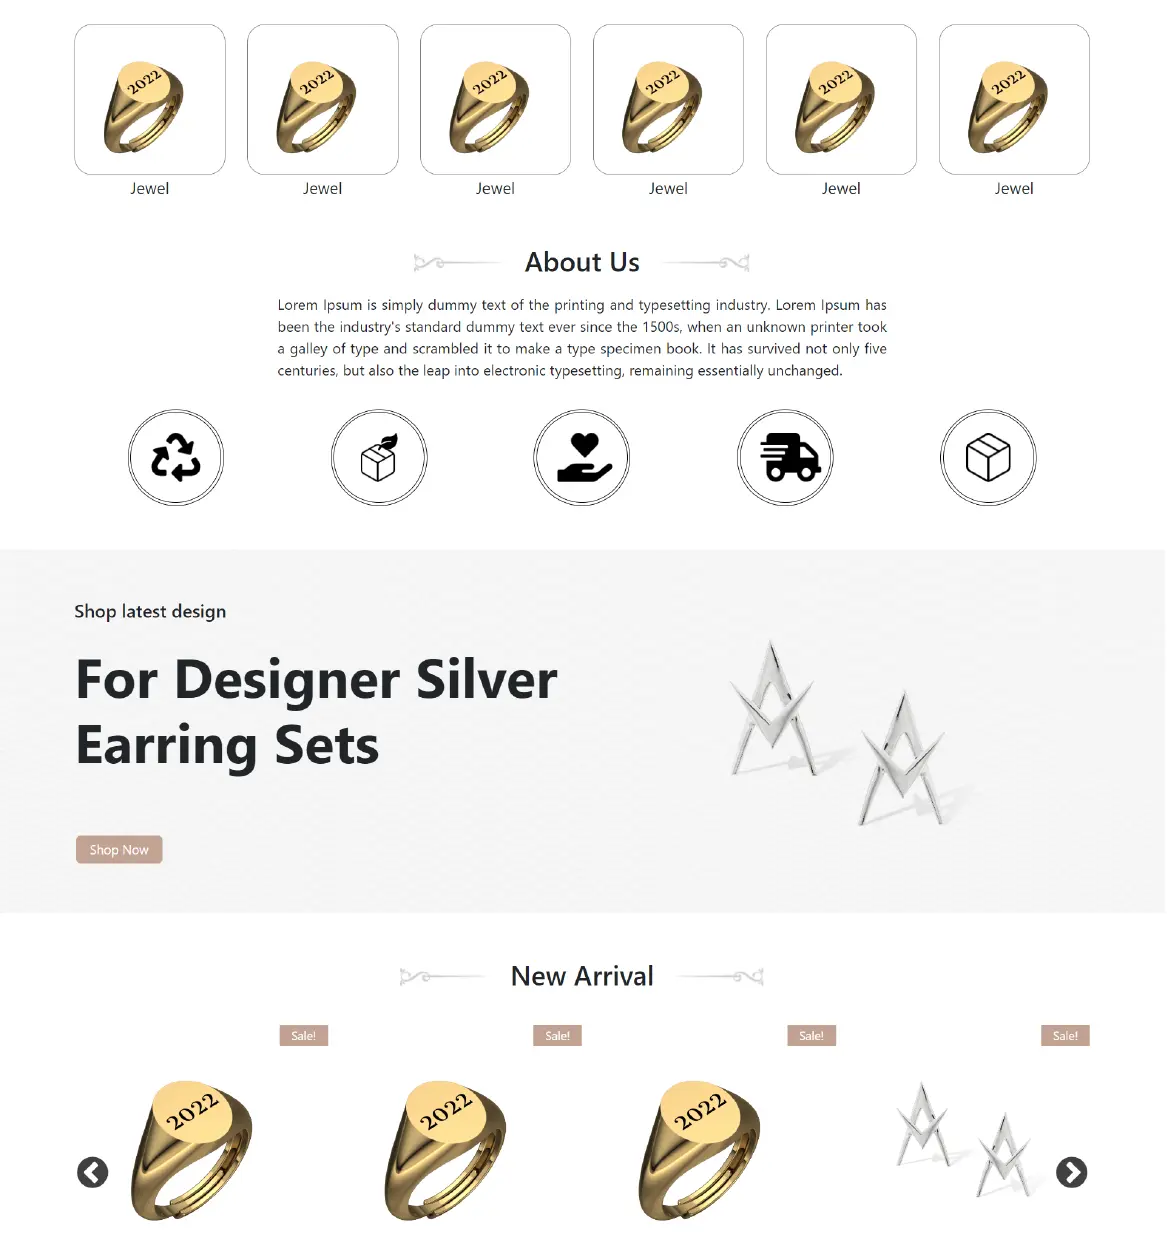 2022 2022 2022 2022 2022 2022
Jewel Jewel Jewel Jewel Jewel Jewel
About Us
Lorem Ipsum is simply dummy text of the printing and typesetting industry. Lorem Ipsum has
been the industry's standard dummy text ever since the 1500s, when an unknown printer took
a galley of type and scrambled it to make a type specimen book. It has survived not only five
centuries, but also the leap into electronic typesetting, remaining essentially unchanged.
Shop latest design
For Designer Silver
Earring Sets
Shop Now
New Arrival
Sale! Sale! Sale! Sale!
2022 2022 2022